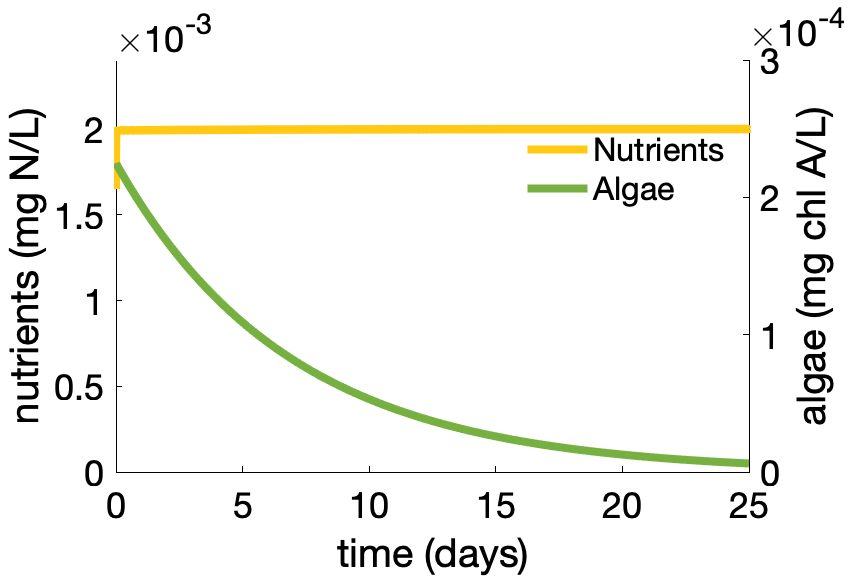 ×10⁻³
×10⁻⁴
nutrients (mg N/L)
2
1.5
1
0.5
0
Nutrients
Algae
3
2
1
0
algae (mg chl A/L)
0 5 10 15 20 25
time (days)